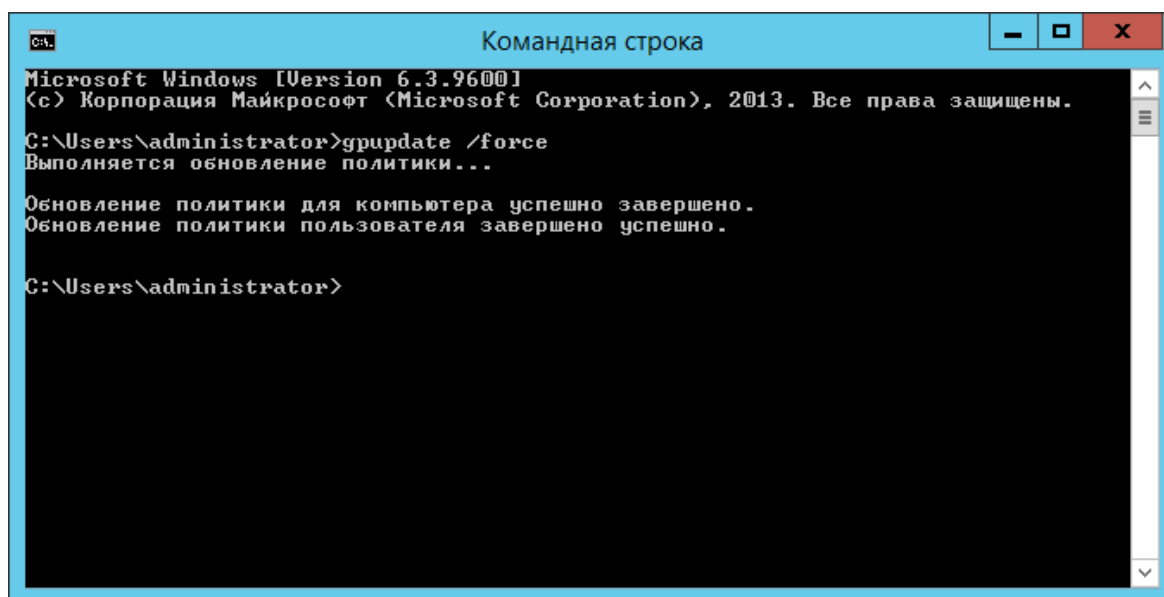 Командная строка
Microsoft Windows [Version 6.3.9600]
(c) Корпорация Майкрософт (Microsoft Corporation), 2013. Все права защищены.
C:\Users\administrator>gpupdate /force
Выполняется обновление политики...
Обновление политики для компьютера успешно завершено.
Обновление политики пользователя завершено успешно.
C:\Users\administrator>